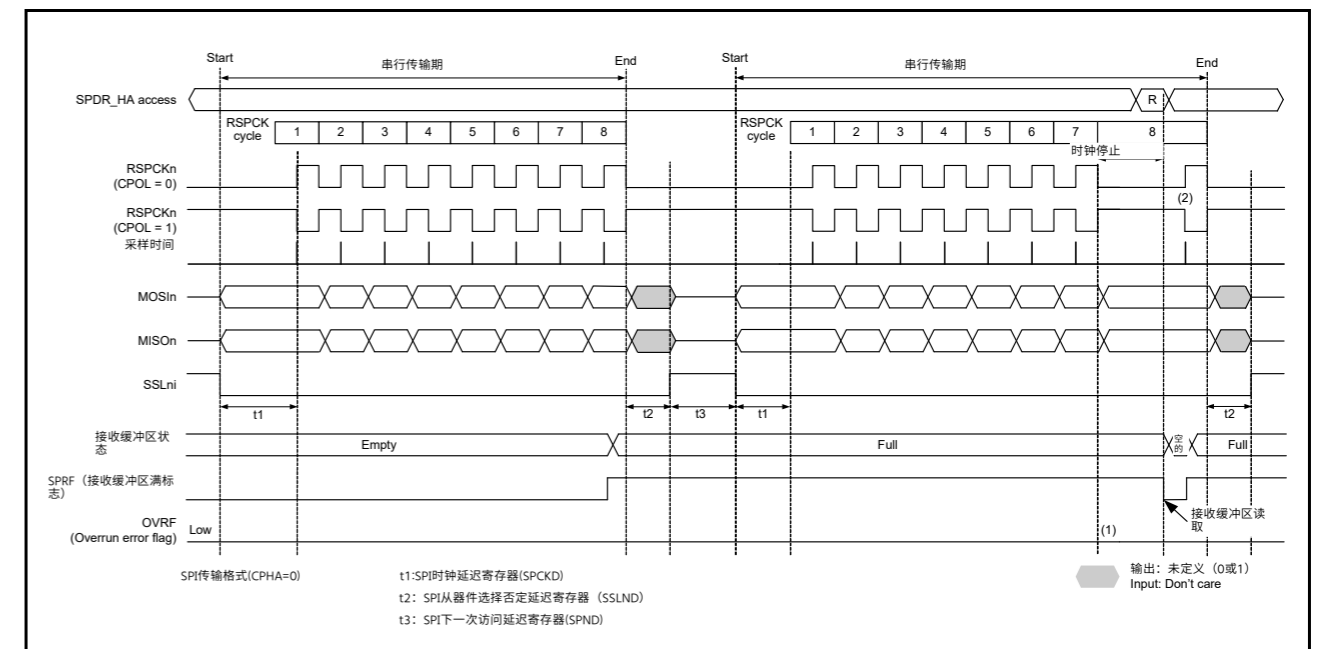 Start
End
Start
End
串行传输期
串行传输期
SPDR_HA access
R
RSPCK
cycle
1 2 3 4 5 6 7 8
RSPCK
cycle
1 2 3 4 5 6 7 8
时钟停止
RSPCKn
(CPOL = 0)
(2)
RSPCKn
(CPOL = 1)
采样时间
MOSIn
MISOn
SSLni
t1
t2
t3
t1
t2
接收缓冲区状
态
Empty
Full
空
的
Full
SPRF（接收缓冲区满标
志）
接收缓冲区读
取
OVRF
(Overrun error flag)
Low
(1)
SPI传输格式(CPHA=0)
t1:SPI时钟延迟寄存器(SPCKD)
t2：SPI从器件选择否定延迟寄存器（SSLND）
t3：SPI下一次访问延迟寄存器(SPND)
输出：未定义（0或1）
Input: Don't care